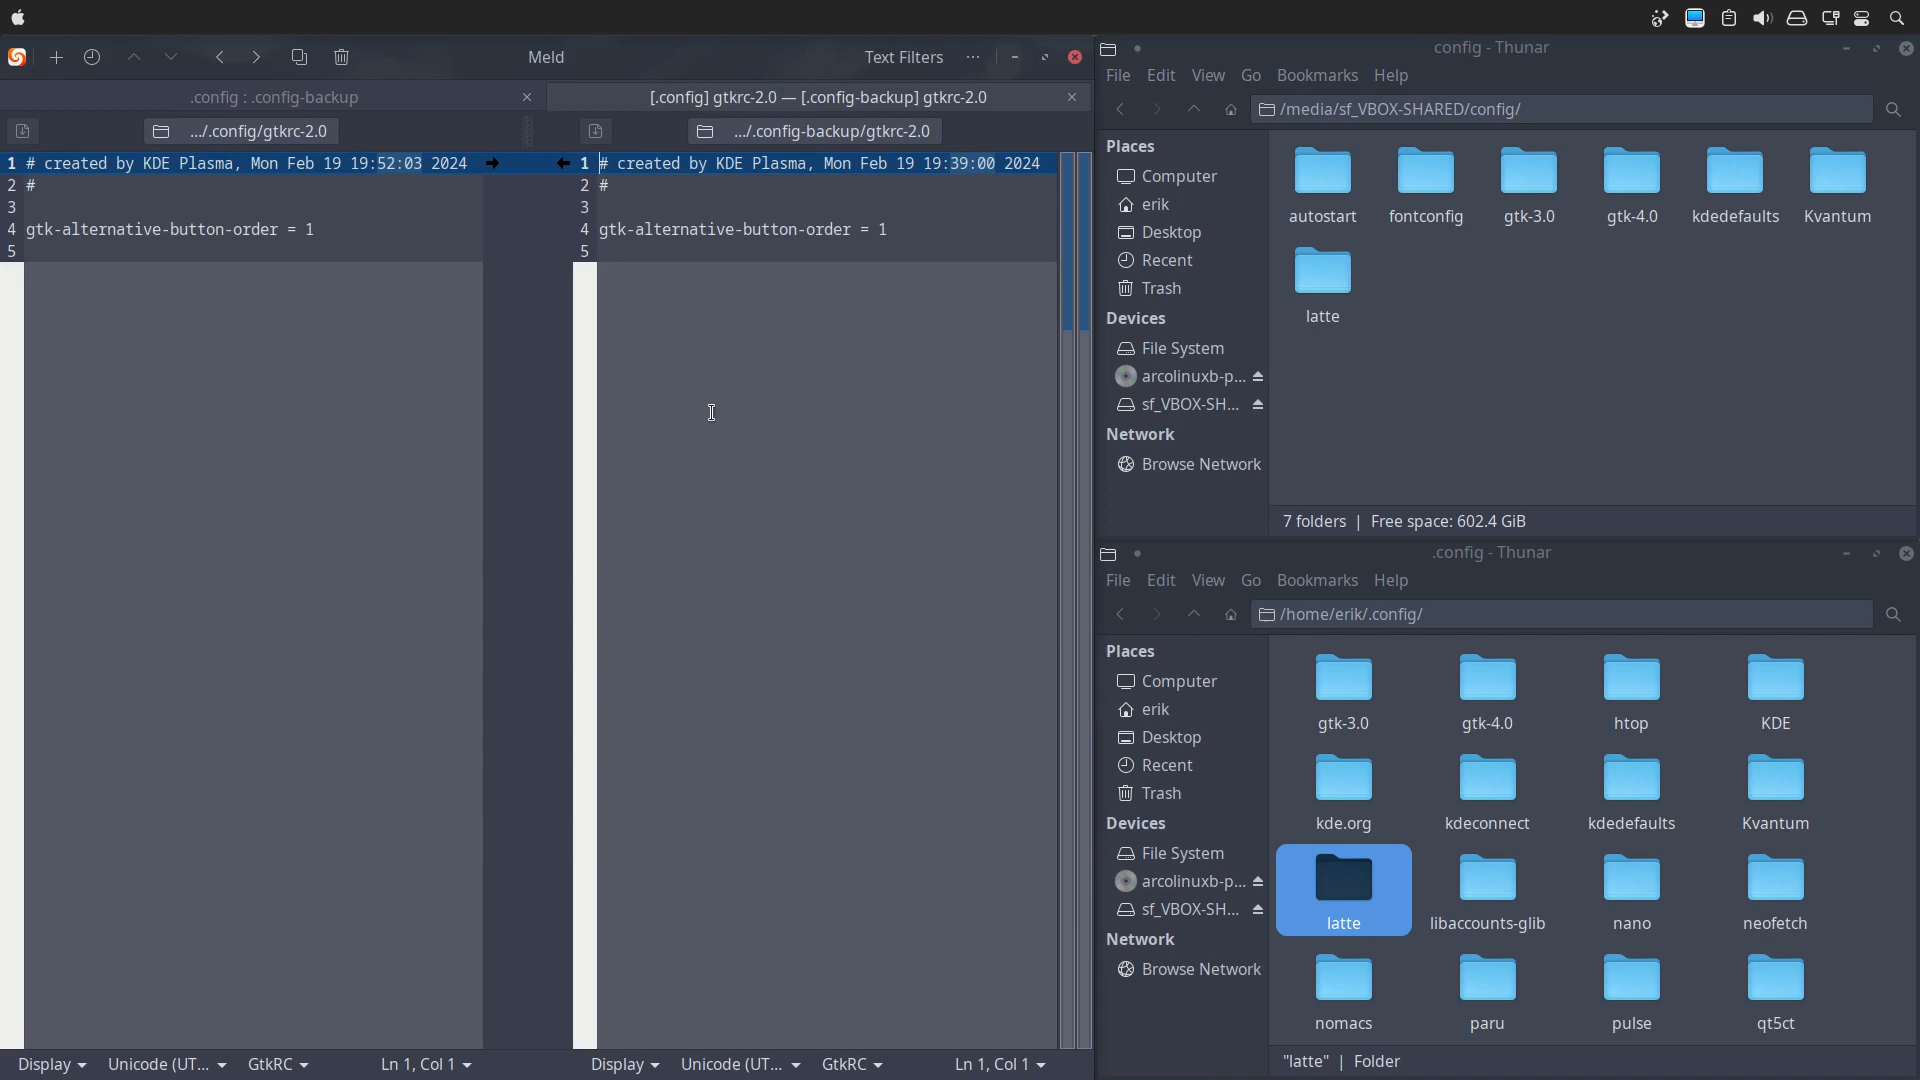 Meld
Text Filters
.config : .config-backup
[.config] gtkrc-2.0 — [.config-backup] gtkrc-2.0
.../.config/gtkrc-2.0
.../.config-backup/gtkrc-2.0
1 # created by KDE Plasma, Mon Feb 19 19:52:03 2024
2 #
3
4 gtk-alternative-button-order = 1
5
1 # created by KDE Plasma, Mon Feb 19 19:39:00 2024
2 #
3
4 gtk-alternative-button-order = 1
5
Display
Unicode (UT...
GtkRC
Ln 1, Col 1
Display
Unicode (UT...
GtkRC
Ln 1, Col 1
config - Thunar
File Edit View Go Bookmarks Help
/media/sf_VBOX-SHARED/config/
Places
Computer
erik
Desktop
Recent
Trash
Devices
File System
arcolinuxb-p...
sf_VBOX-SH...
Network
Browse Network
autostart
fontconfig
gtk-3.0
gtk-4.0
kdedefaults
Kvantum
latte
7 folders | Free space: 602.4 GiB
.config - Thunar
File Edit View Go Bookmarks Help
/home/erik/.config/
Places
Computer
erik
Desktop
Recent
Trash
Devices
File System
arcolinuxb-p...
sf_VBOX-SH...
Network
Browse Network
gtk-3.0
gtk-4.0
htop
KDE
kde.org
kdeconnect
kdedefaults
Kvantum
latte
libaccounts-glib
nano
neofetch
nomacs
paru
pulse
qt5ct
"latte" | Folder